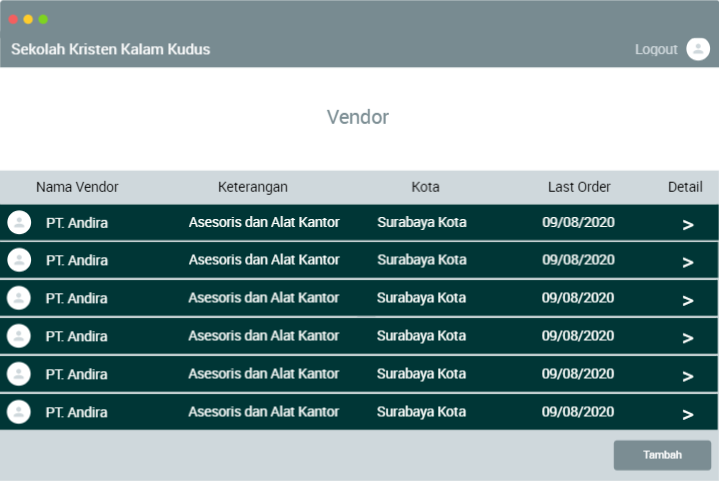 Sekolah Kristen Kalam Kudus Logout
Vendor
Nama Vendor Keterangan Kota Last Order Detail
PT. Andira Asesoris dan Alat Kantor Surabaya Kota 09/08/2020 >
PT. Andira Asesoris dan Alat Kantor Surabaya Kota 09/08/2020 >
PT. Andira Asesoris dan Alat Kantor Surabaya Kota 09/08/2020 >
PT. Andira Asesoris dan Alat Kantor Surabaya Kota 09/08/2020 >
PT. Andira Asesoris dan Alat Kantor Surabaya Kota 09/08/2020 >
PT. Andira Asesoris dan Alat Kantor Surabaya Kota 09/08/2020 >
Tambah